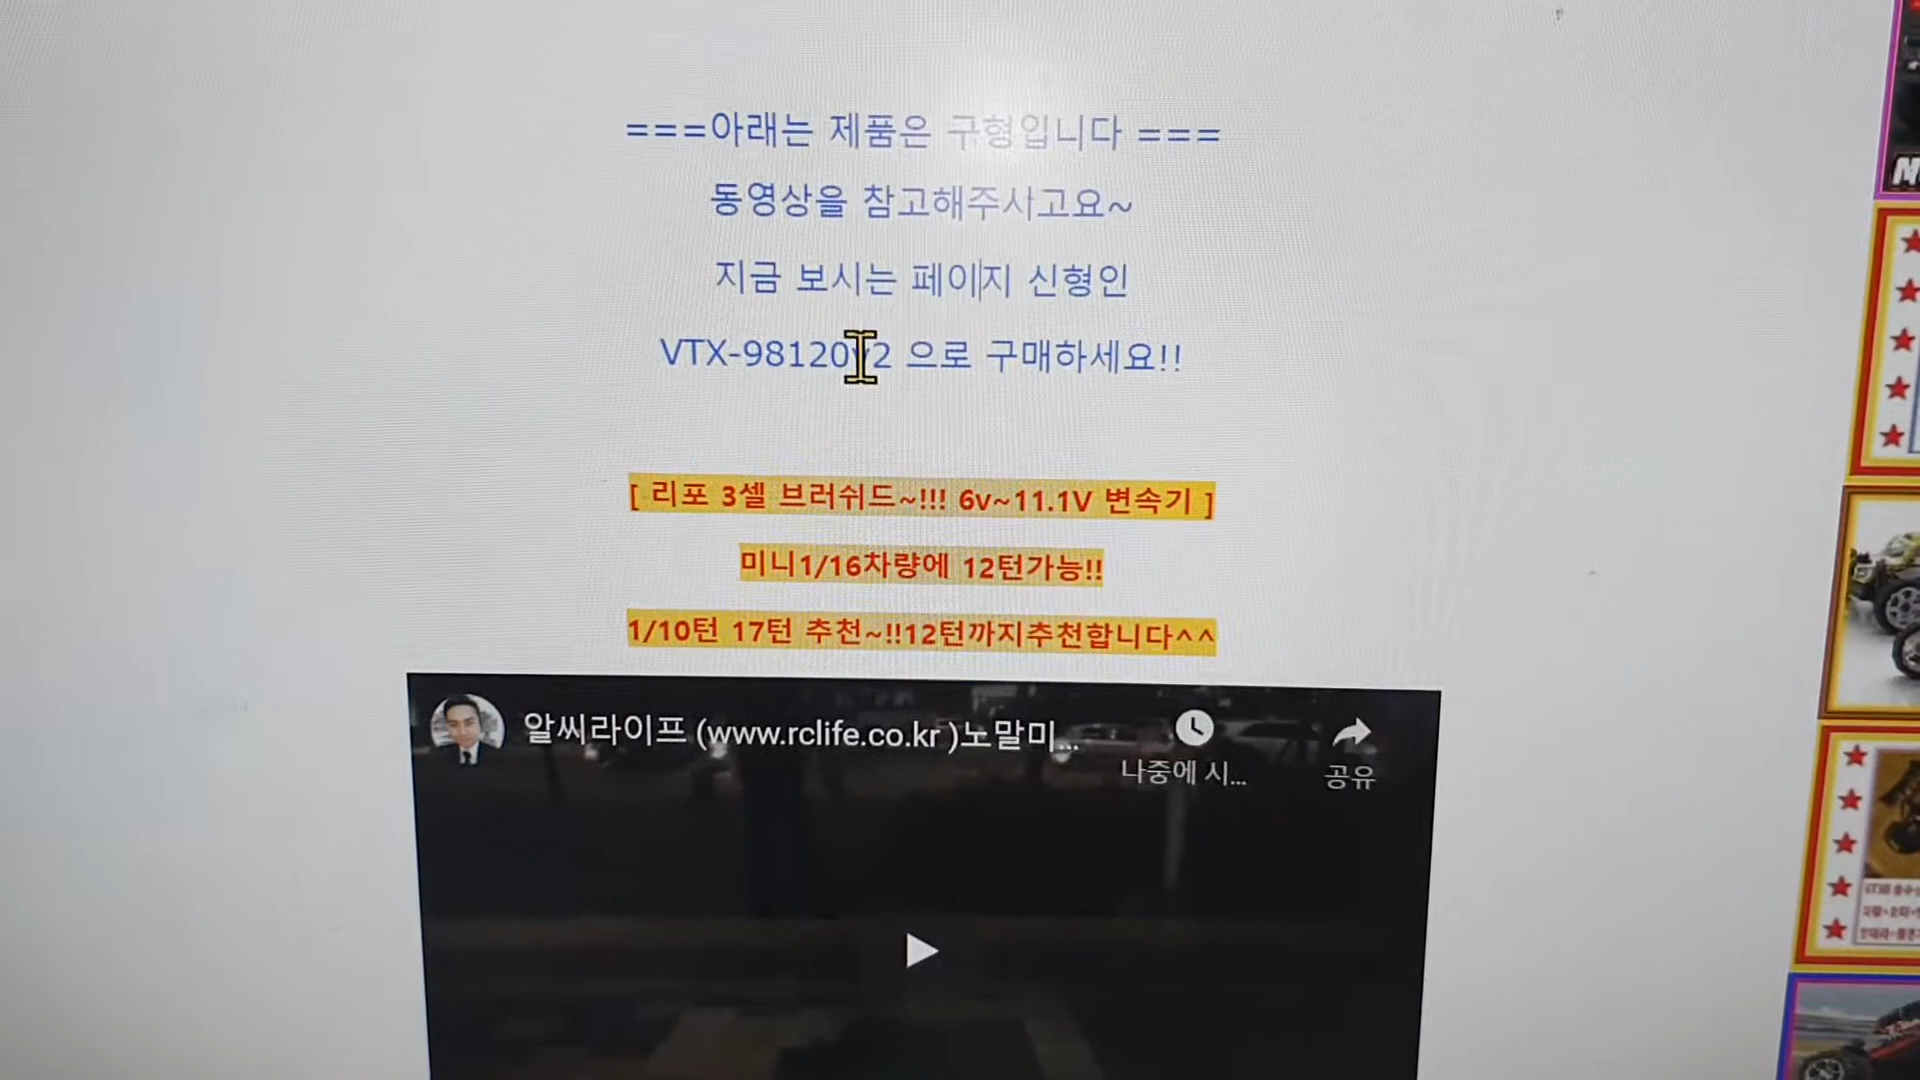 ===아래는 제품은 구형입니다 ===
동영상을 참고해주사고요~
지금 보시는 페이지 신형인
VTX-98120v2 으로 구매하세요!!
[ 리포 3셀 브러쉬드~!!! 6v~11.1V 변속기 ]
미니1/16차량에 12턴가능!!
1/10턴 17턴 추천~!!12턴까지추천합니다^^
알씨라이프 (www.rclife.co.kr )노말미...
나중에 시...
공유